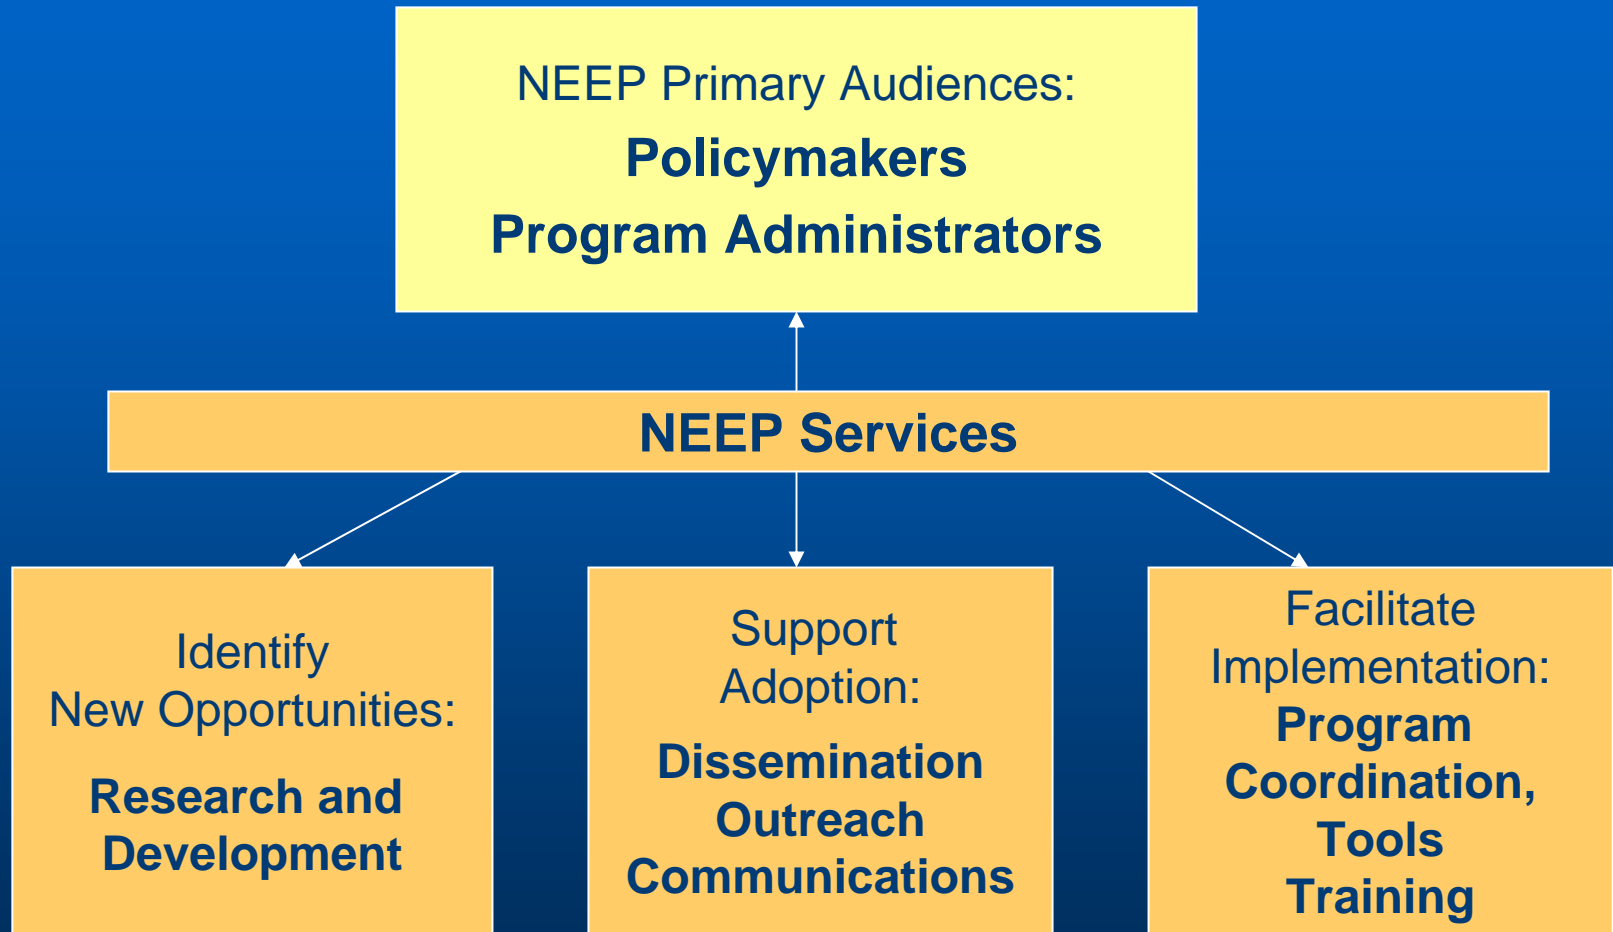 NEEP Primary Audiences:
Policymakers
Program Administrators
NEEP Services
Identify
New Opportunities:
Research and
Development
Support
Adoption:
Dissemination
Outreach
Communications
Facilitate
Implementation:
Program
Coordination,
Tools
Training